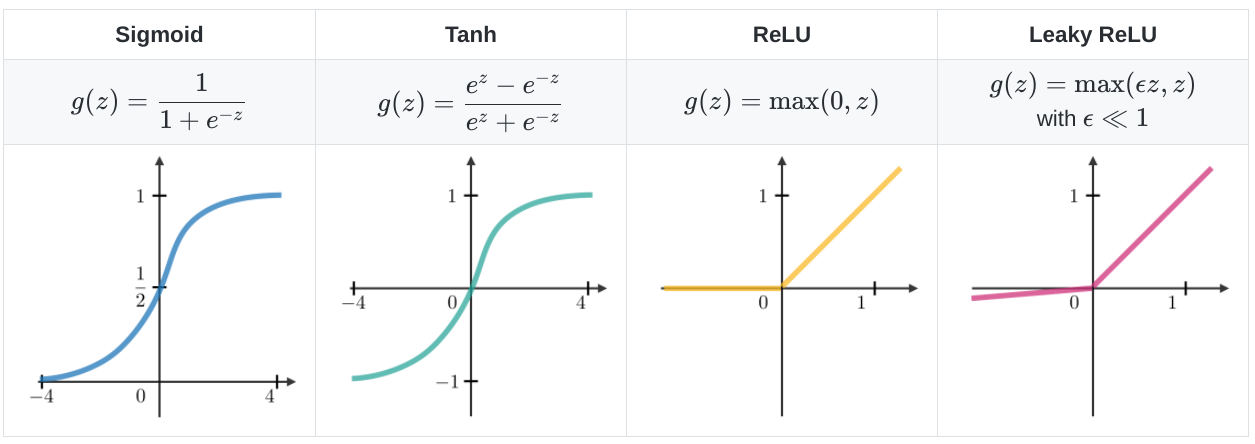 Sigmoid
Tanh
ReLU
Leaky ReLU
g(z) = 1 / (1 + e^{-z})
g(z) = (e^z − e^{-z}) / (e^z + e^{-z})
g(z) = max(0, z)
g(z) = max(ϵz, z)
with ϵ ≪ 1
1
1/2
−4
0
4
1
−4
0
4
−1
1
0
1
1
0
1